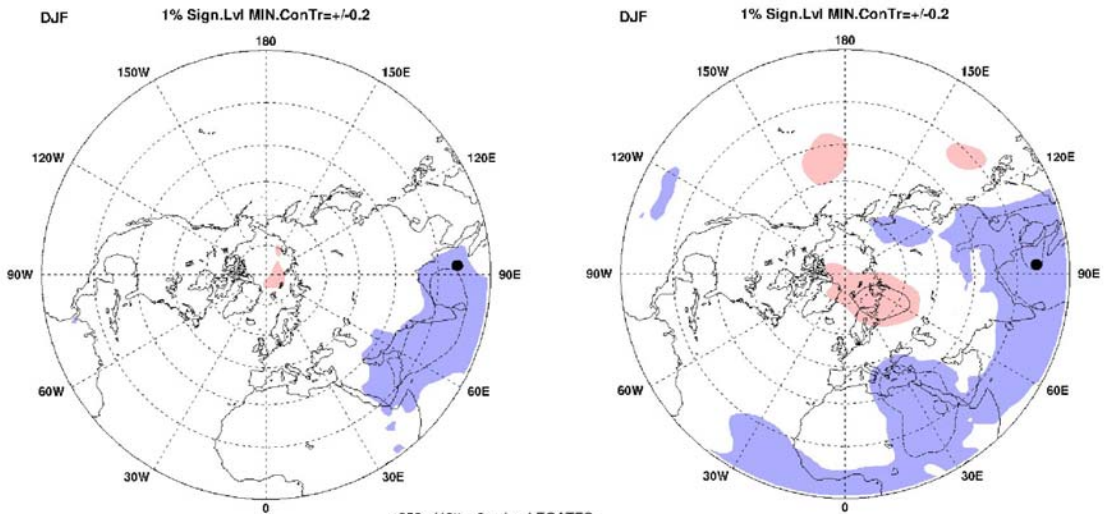 DJF
1% Sign.Lvl MIN.ConTr=+/-0.2
180
150W
150E
120W
120E
90W
90E
60W
60E
30W
30E
0
DJF
1% Sign.Lvl MIN.ConTr=+/-0.2
180
150W
150E
120W
120E
90W
90E
60W
60E
30W
30E
0